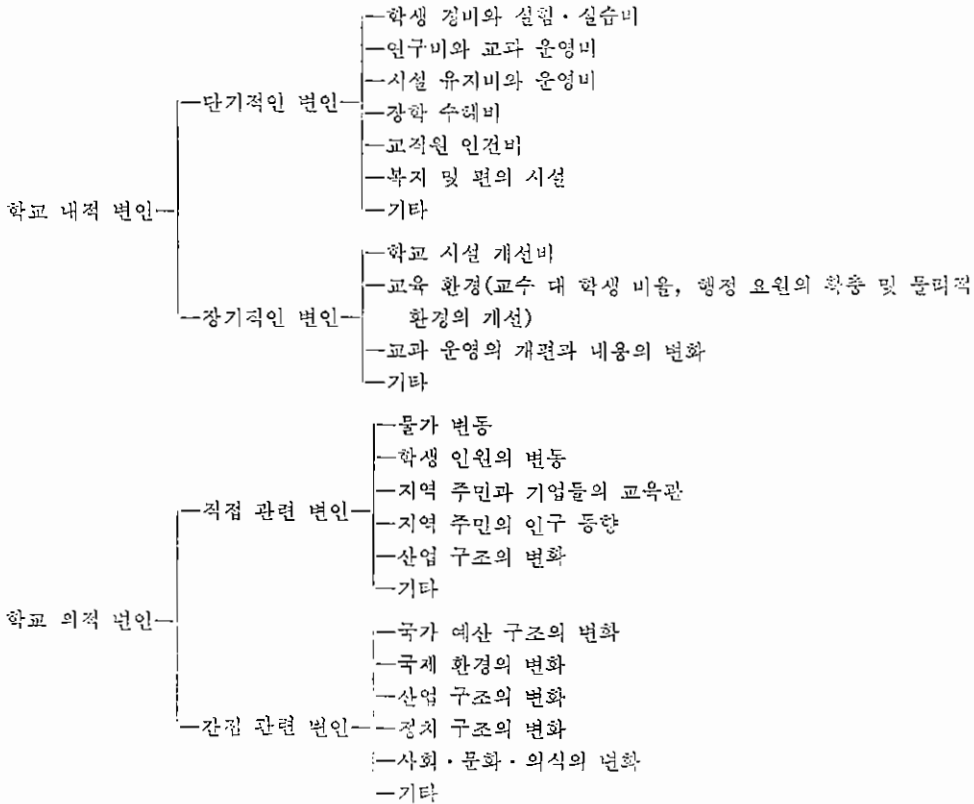 학교 내적 변인
단기적인 변인
학생 경비와 실험·실습비
연구비와 교과 운영비
시설 유지비와 운영비
장학 수혜비
교직원 인건비
복지 및 편의 시설
기타
장기적인 변인
학교 시설 개선비
교육 환경(교수 대 학생 비율, 행정 요원의 확충 및 물리적
환경의 개선)
교과 운영의 개편과 내용의 변화
기타
학교 외적 변인
직접 관련 변인
물가 변동
학생 인원의 변동
지역 주민과 기업들의 교육관
지역 주민의 인구 동향
산업 구조의 변화
기타
간접 관련 변인
국가 예산 구조의 변화
국제 환경의 변화
산업 구조의 변화
정치 구조의 변화
사회·문화·의식의 변화
기타